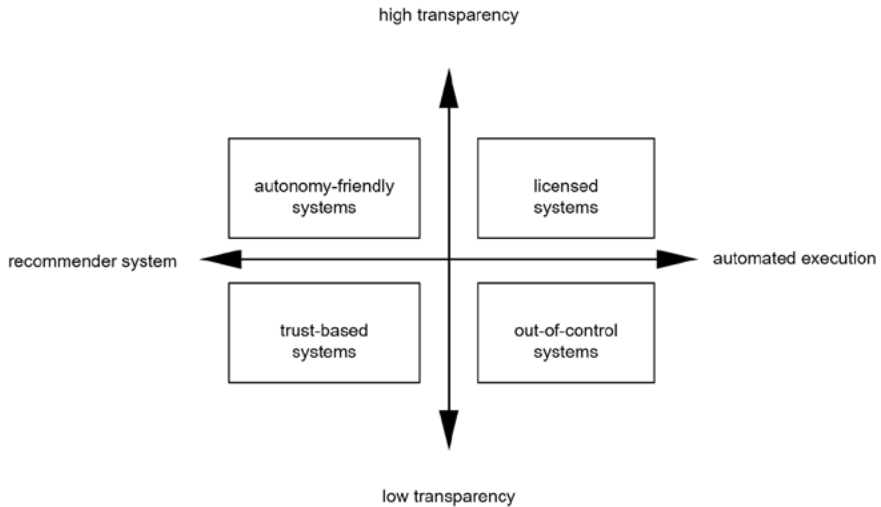 high transparency
autonomy-friendly
systems
licensed
systems
recommender system
automated execution
trust-based
systems
out-of-control
systems
low transparency